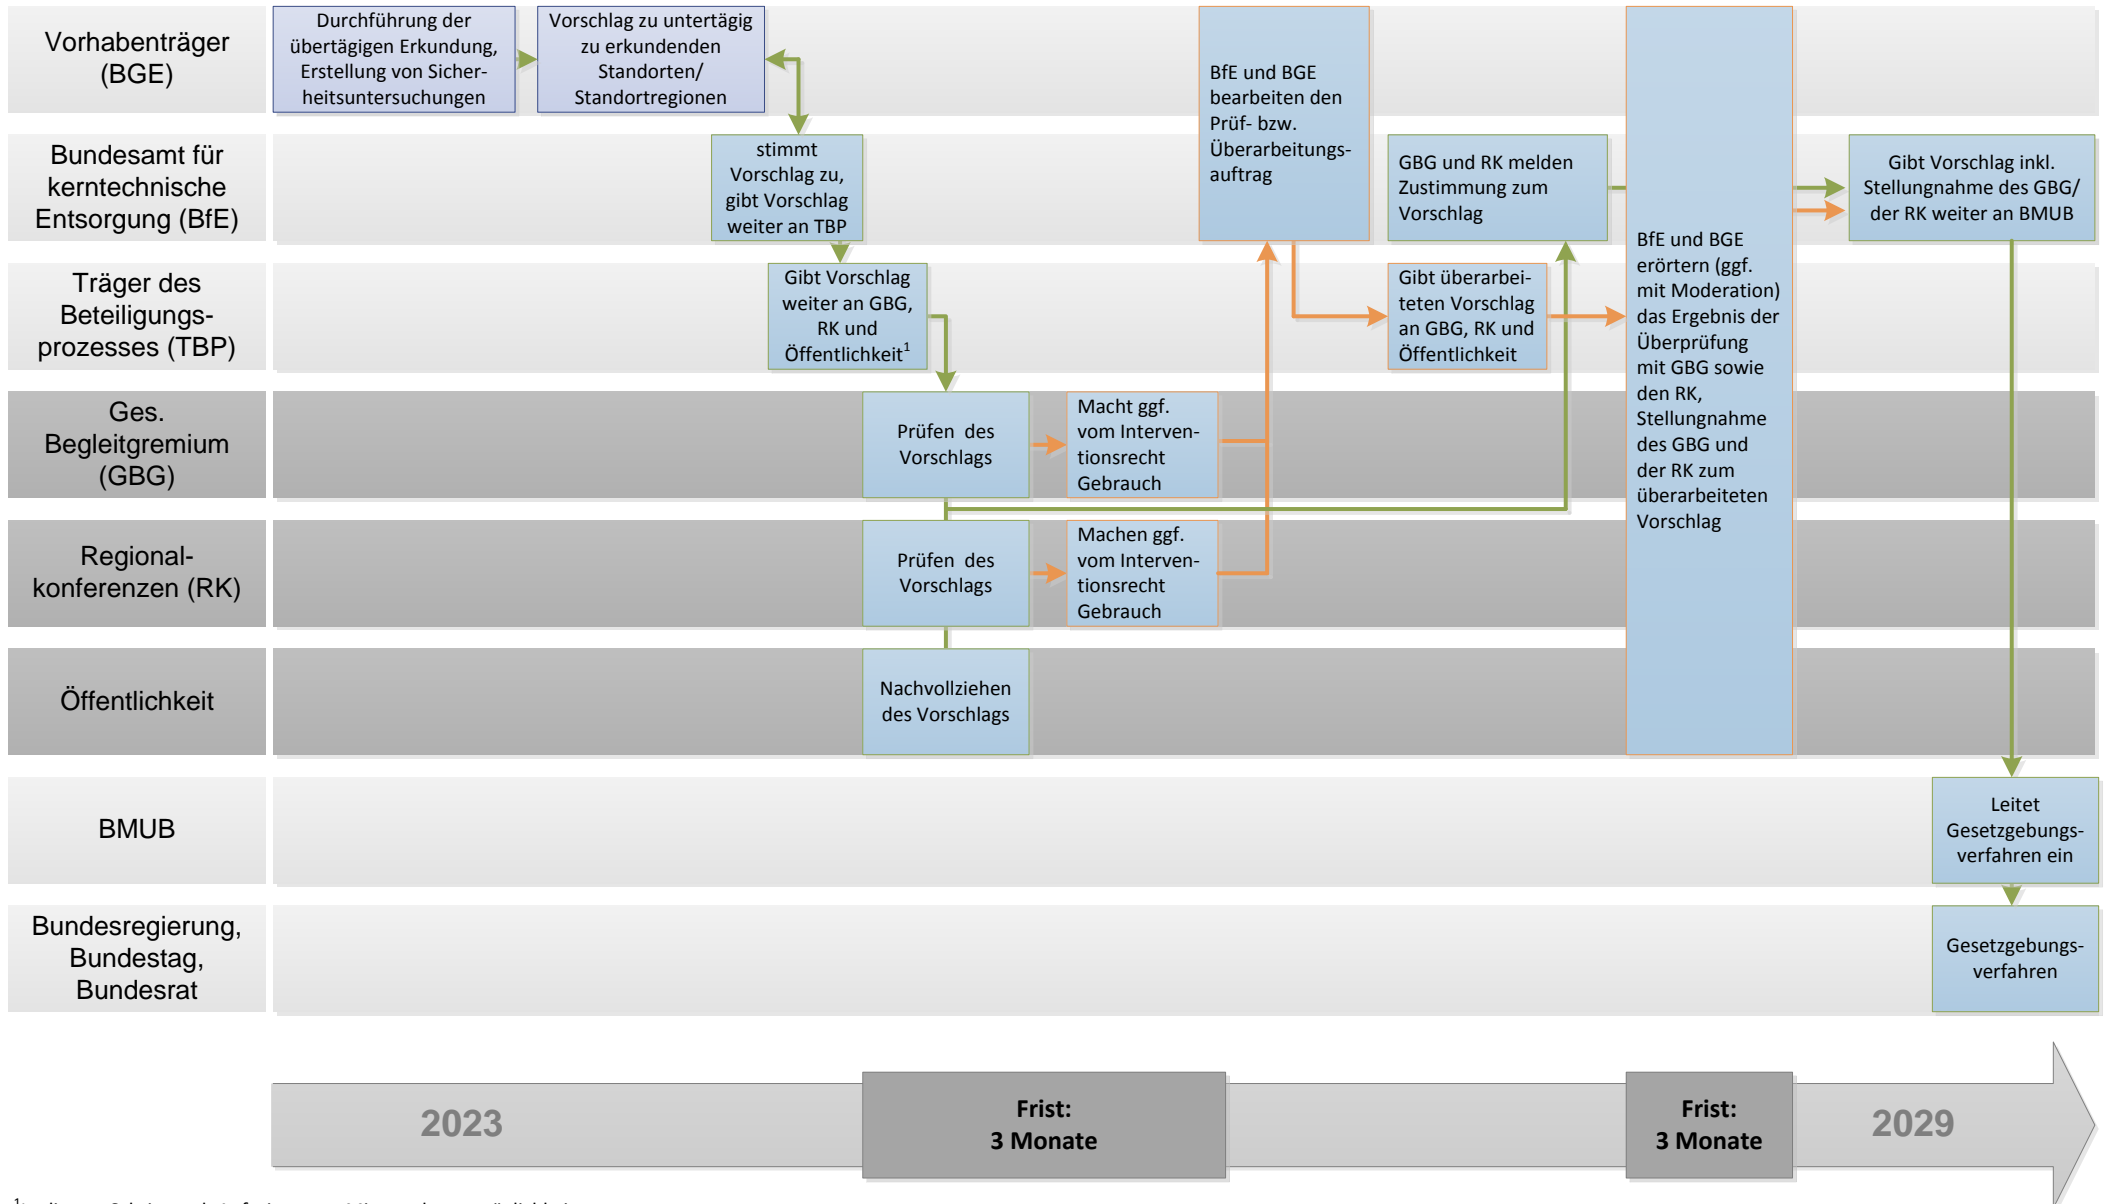 Vorhabenträger
(BGE)
Durchführung der
übertägigen Erkundung,
Erstellung von Sicher-
heitsuntersuchungen
Vorschlag zu untertägig
zu erkundenden
Standorten/
Standortregionen
BfE und BGE
bearbeiten den
Prüf- bzw.
Überarbeitungs-
auftrag
Bundesamt für
kerntechnische
Entsorgung (BfE)
stimmt
Vorschlag zu,
gibt Vorschlag
weiter an TBP
GBG und RK melden
Zustimmung zum
Vorschlag
Gibt Vorschlag inkl.
Stellungnahme des GBG/
der RK weiter an BMUB
BfE und BGE
erörtern (ggf.
mit Moderation)
das Ergebnis der
Überprüfung
mit GBG sowie
den RK,
Stellungnahme
des GBG und
der RK zum
überarbeiteten
Vorschlag
Träger des
Beteiligungs-
prozesses (TBP)
Gibt Vorschlag
weiter an GBG,
RK und
Öffentlichkeit¹
Gibt überarbei-
teten Vorschlag
an GBG, RK und
Öffentlichkeit
Ges.
Begleitgremium
(GBG)
Prüfen des
Vorschlags
Macht ggf.
vom Interven-
tionsrecht
Gebrauch
Regional-
konferenzen (RK)
Prüfen des
Vorschlags
Machen ggf.
vom Interven-
tionsrecht
Gebrauch
Öffentlichkeit
Nachvollziehen
des Vorschlags
BMUB
Leitet
Gesetzgebungs-
verfahren ein
Bundesregierung,
Bundestag,
Bundesrat
Gesetzgebungs-
verfahren
2023
Frist:
3 Monate
Frist:
3 Monate
2029